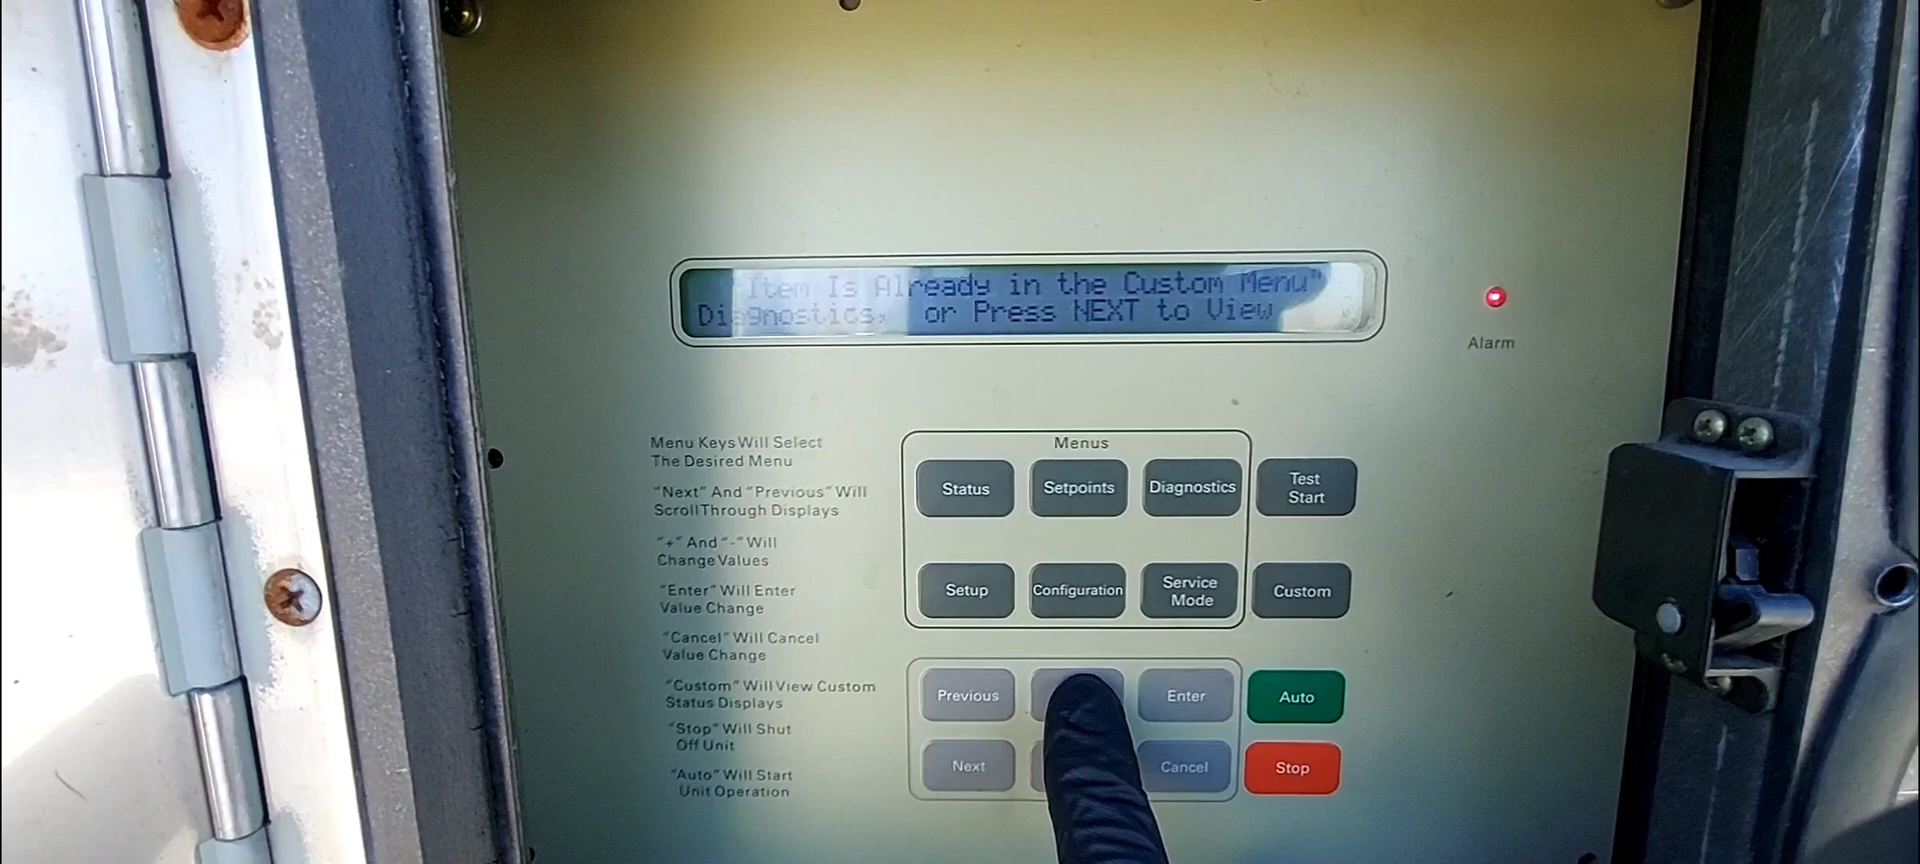 Item Is Already in the Custom Menu"
Diagnostics, or Press NEXT to View
Alarm
Menu Keys Will Select
The Desired Menu
"Next" And "Previous" Will
Scroll Through Displays
"+" And "-" Will
Change Values
"Enter" Will Enter
Value Change
"Cancel" Will Cancel
Value Change
"Custom" Will View Custom
Status Displays
"Stop" Will Shut
Off Unit
"Auto" Will Start
Unit Operation
Menus
Status
Setpoints
Diagnostics
Test
Start
Setup
Configuration
Service
Mode
Custom
Previous
Enter
Auto
Next
Cancel
Stop